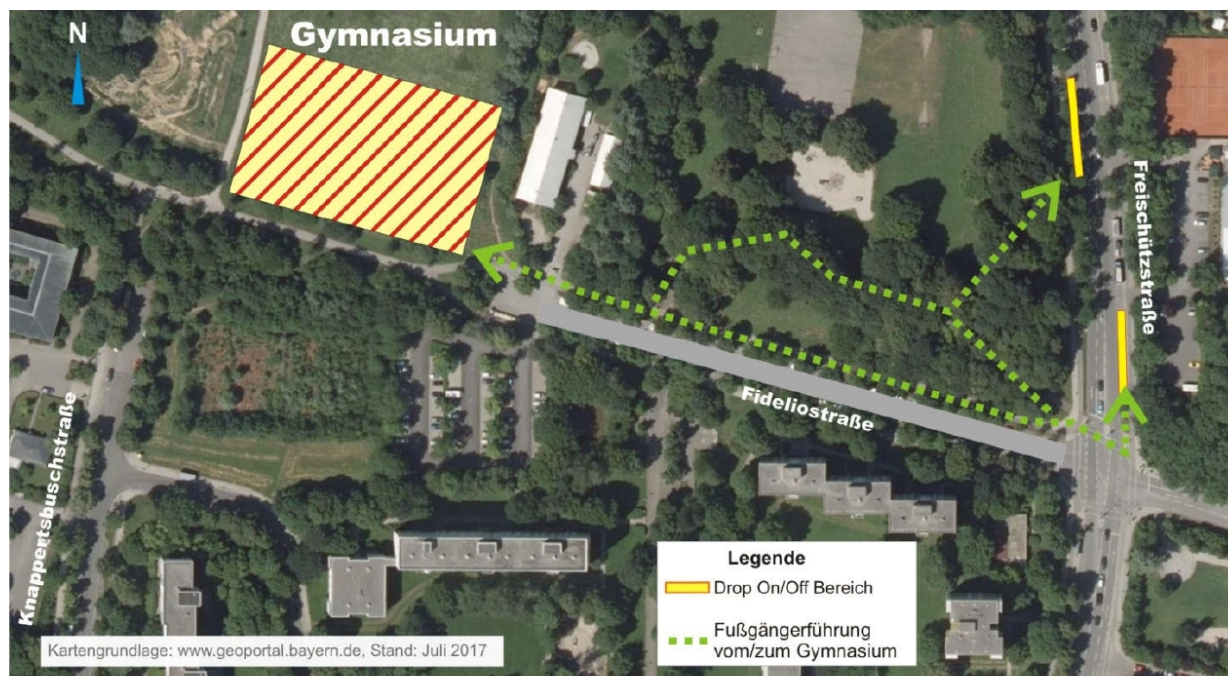 Gymnasium
N
Freischützstraße
Fideliostraße
Knappertsbuschstraße
Legende
Drop On/Off Bereich
Fußgängerführung
vom/zum Gymnasium
Kartengrundlage: www.geoportal.bayern.de, Stand: Juli 2017